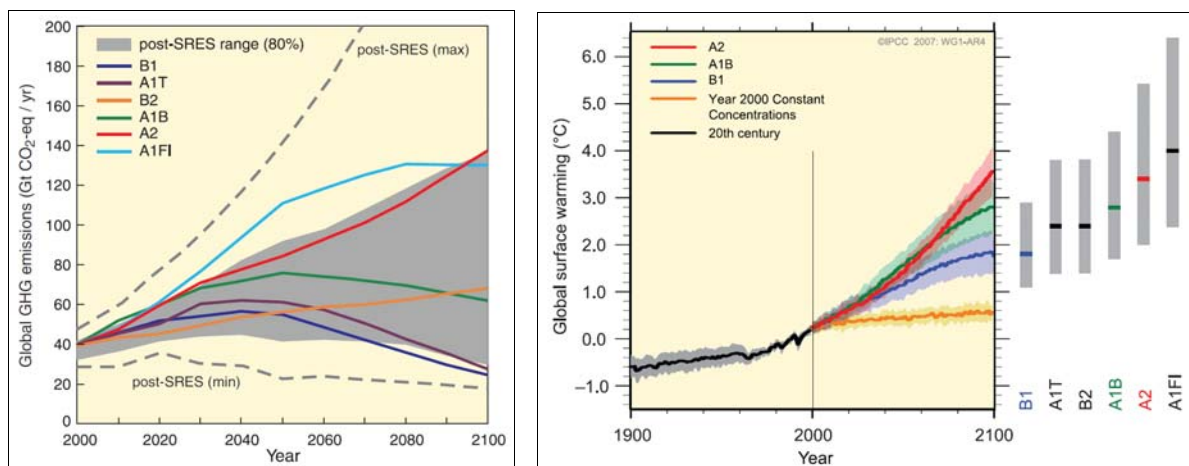 Global GHG emissions (Gt CO₂-eq / yr)
200
180
160
140
120
100
80
60
40
20
0
post-SRES range (80%)
B1
A1T
B2
A1B
A2
A1FI
post-SRES (max)
post-SRES (min)
2000
2020
2040
2060
2080
2100
Year
Global surface warming (°C)
6.0
5.0
4.0
3.0
2.0
1.0
0.0
–1.0
©IPCC 2007: WG1-AR4
A2
A1B
B1
Year 2000 Constant
Concentrations
20th century
1900
2000
2100
Year
B1
A1T
B2
A1B
A2
A1FI